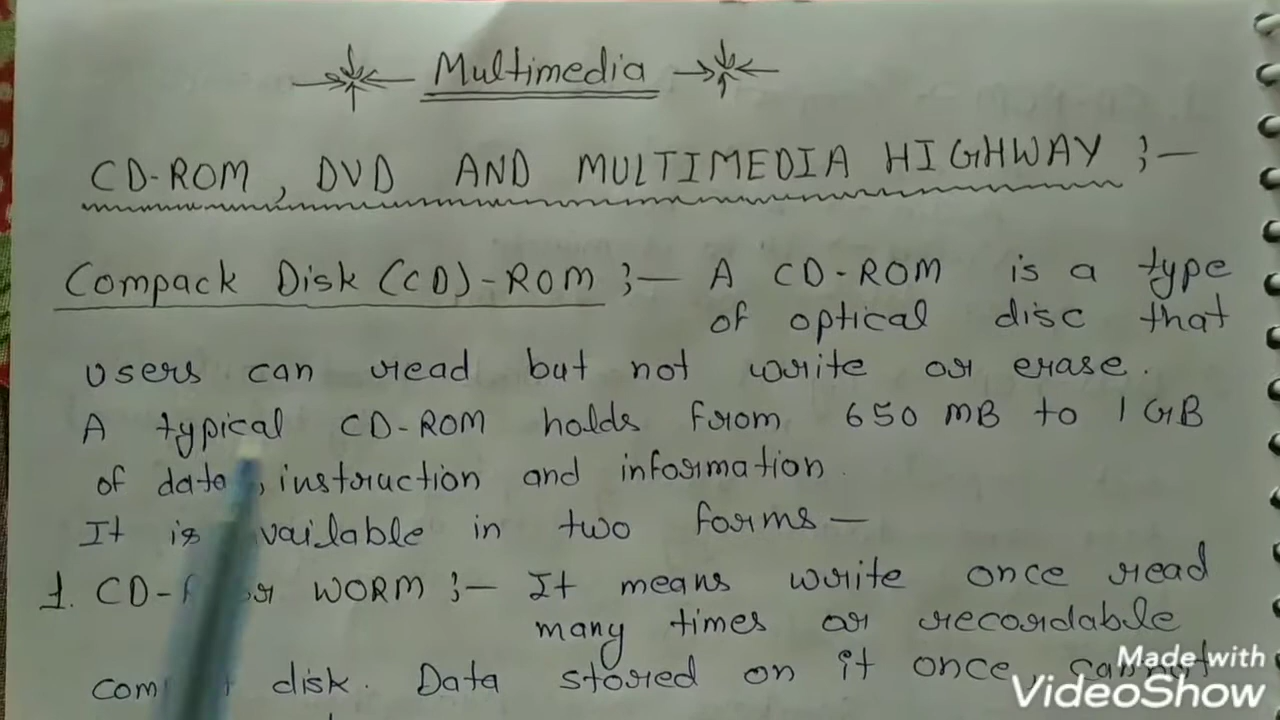 Multimedia
CD-ROM, DVD AND MULTIMEDIA HIGHWAY ;-
Compack Disk (CD)-ROM ;- A CD-ROM is a type
of optical disc that
users can read but not write or erase.
A typical CD-ROM holds from 650 MB to 1 GB
of data, instruction and information.
It is vailable in two forms -
1. CD- or WORM ;- It means write once read
many times or recordable
disk. Data stored on it once, cannot
Made with
VideoShow